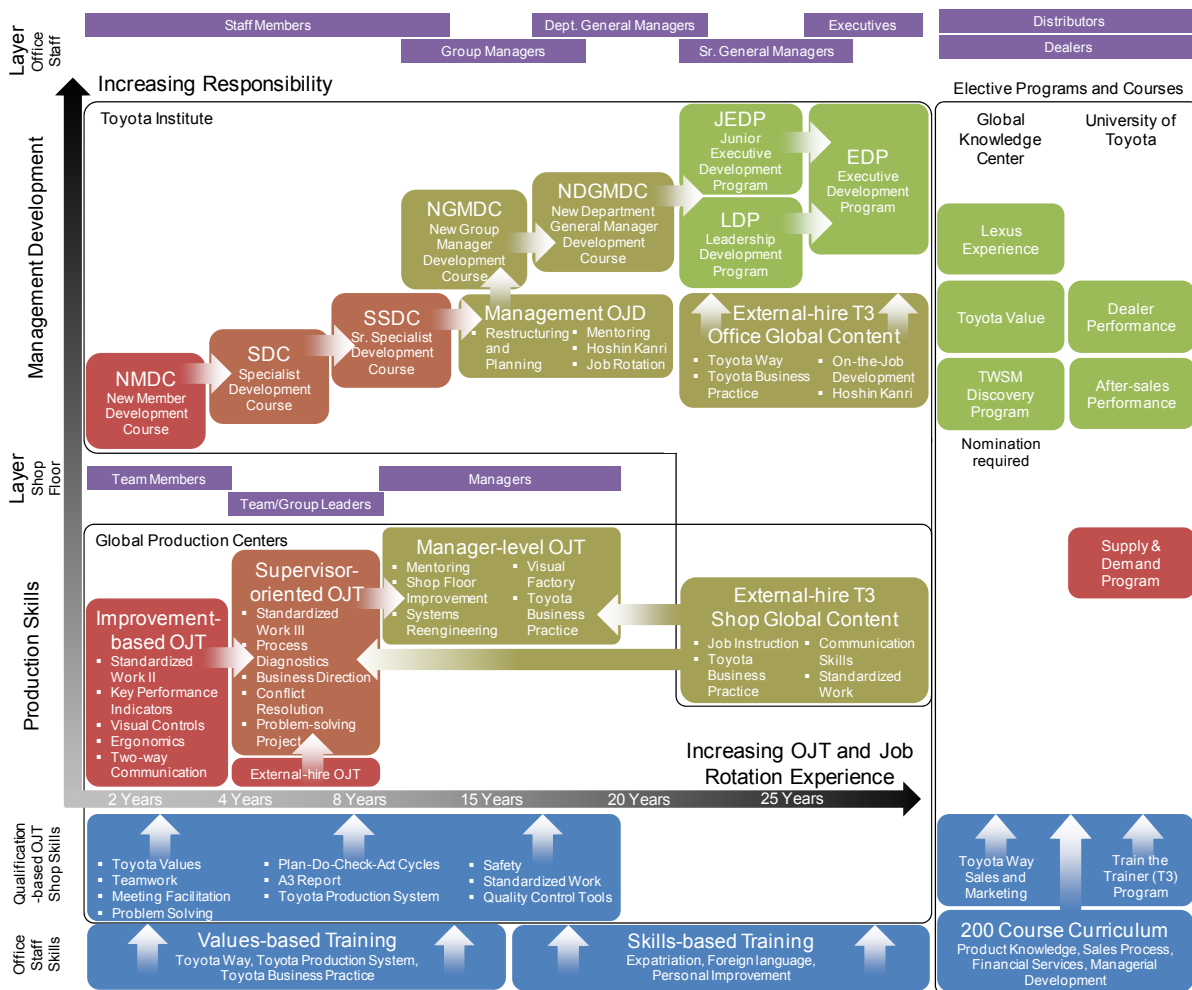 Layer
Office
Staff
Staff Members
Dept. General Managers
Executives
Distributors
Group Managers
Sr. General Managers
Dealers
Increasing Responsibility
Elective Programs and Courses
Toyota Institute
Global
Knowledge
Center
University of
Toyota
Management Development
JEDP
Junior
Executive
Development
Program
EDP
Executive
Development
Program
NGMDC
New Group
Manager
Development
Course
NDGMDC
New Department
General Manager
Development
Course
LDP
Leadership
Development
Program
Lexus
Experience
SSDC
Sr. Specialist
Development
Course
Management OJD
▪ Restructuring
and
Planning
▪ Mentoring
▪ Hoshin Kanri
▪ Job Rotation
External-hire T3
Office Global Content
▪ Toyota Way
▪ Toyota Business
Practice
▪ On-the-Job
Development
▪ Hoshin Kanri
Toyota Value
Dealer
Performance
SDC
Specialist
Development
Course
NMDC
New Member
Development
Course
TWSM
Discovery
Program
After-sales
Performance
Nomination
required
Layer
Shop
Floor
Team Members
Managers
Team/Group Leaders
Global Production Centers
Production Skills
Manager-level OJT
▪ Mentoring
▪ Shop Floor
Improvement
▪ Systems
Reengineering
▪ Visual
Factory
▪ Toyota
Business
Practice
Supply &
Demand
Program
Supervisor-
oriented OJT
▪ Standardized
Work III
▪ Process
Diagnostics
▪ Business Direction
▪ Conflict
Resolution
▪ Problem-solving
Project
External-hire T3
Shop Global Content
▪ Job Instruction
▪ Toyota
Business
Practice
▪ Communication
Skills
▪ Standardized
Work
Improvement-
based OJT
▪ Standardized
Work II
▪ Key Performance
Indicators
▪ Visual Controls
▪ Ergonomics
▪ Two-way
Communication
External-hire OJT
Increasing OJT and Job
Rotation Experience
2 Years
4 Years
8 Years
15 Years
20 Years
25 Years
Qualification
-based OJT
Shop Skills
▪ Toyota Values
▪ Teamwork
▪ Meeting Facilitation
▪ Problem Solving
▪ Plan-Do-Check-Act Cycles
▪ A3 Report
▪ Toyota Production System
▪ Safety
▪ Standardized Work
▪ Quality Control Tools
Toyota Way
Sales and
Marketing
Train the
Trainer (T3)
Program
Office
Staff
Skills
Values-based Training
Toyota Way, Toyota Production System,
Toyota Business Practice
Skills-based Training
Expatriation, Foreign language,
Personal Improvement
200 Course Curriculum
Product Knowledge, Sales Process,
Financial Services, Managerial
Development